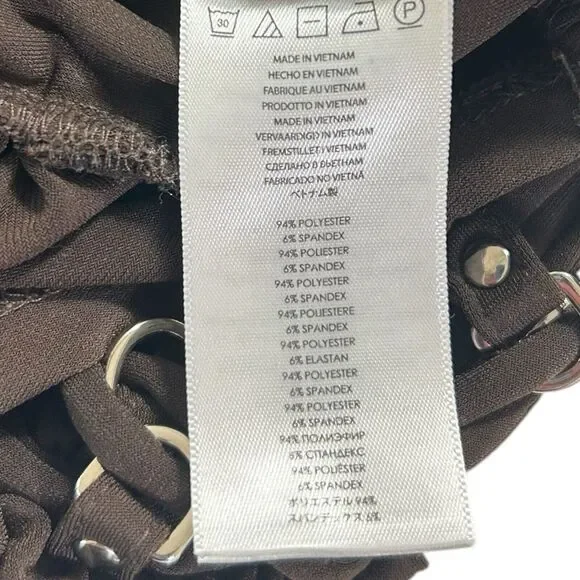 30
P
MADE IN VIETNAM
HECHO EN VIETNAM
FABRIQUE AU VIETNAM
PRODOTTO IN VIETNAM
MADE IN VIETNAM
VERVAARDIGD IN VIETNAM
FREMSTILLET I VIETNAM
СДЕЛАНО В ВЬЕТНАМ
FABRICADO NO VIETNÃ
ベトナム製
94% POLYESTER
6% SPANDEX
94% POLIESTER
6% SPANDEX
94% POLYESTER
6% SPANDEX
94% POLIESTERE
6% SPANDEX
94% POLYESTER
6% ELASTAN
94% POLYESTER
6% SPANDEX
94% POLYESTER
6% SPANDEX
94% ПОЛИЭФИР
6% СПАНДЕКС
94% POLIÉSTER
6% SPANDEX
ポリエステル 94%
スパンデックス 6%